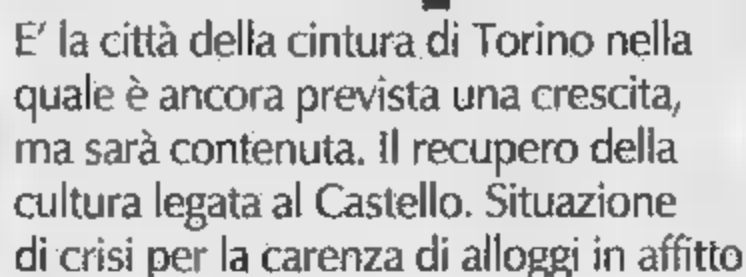 E' la città della cintura di Torino nella
quale è ancora prevista una crescita,
ma sarà contenuta. Il recupero della
cultura legata al Castello. Situazione
di crisi per la carenza di alloggi in affitto